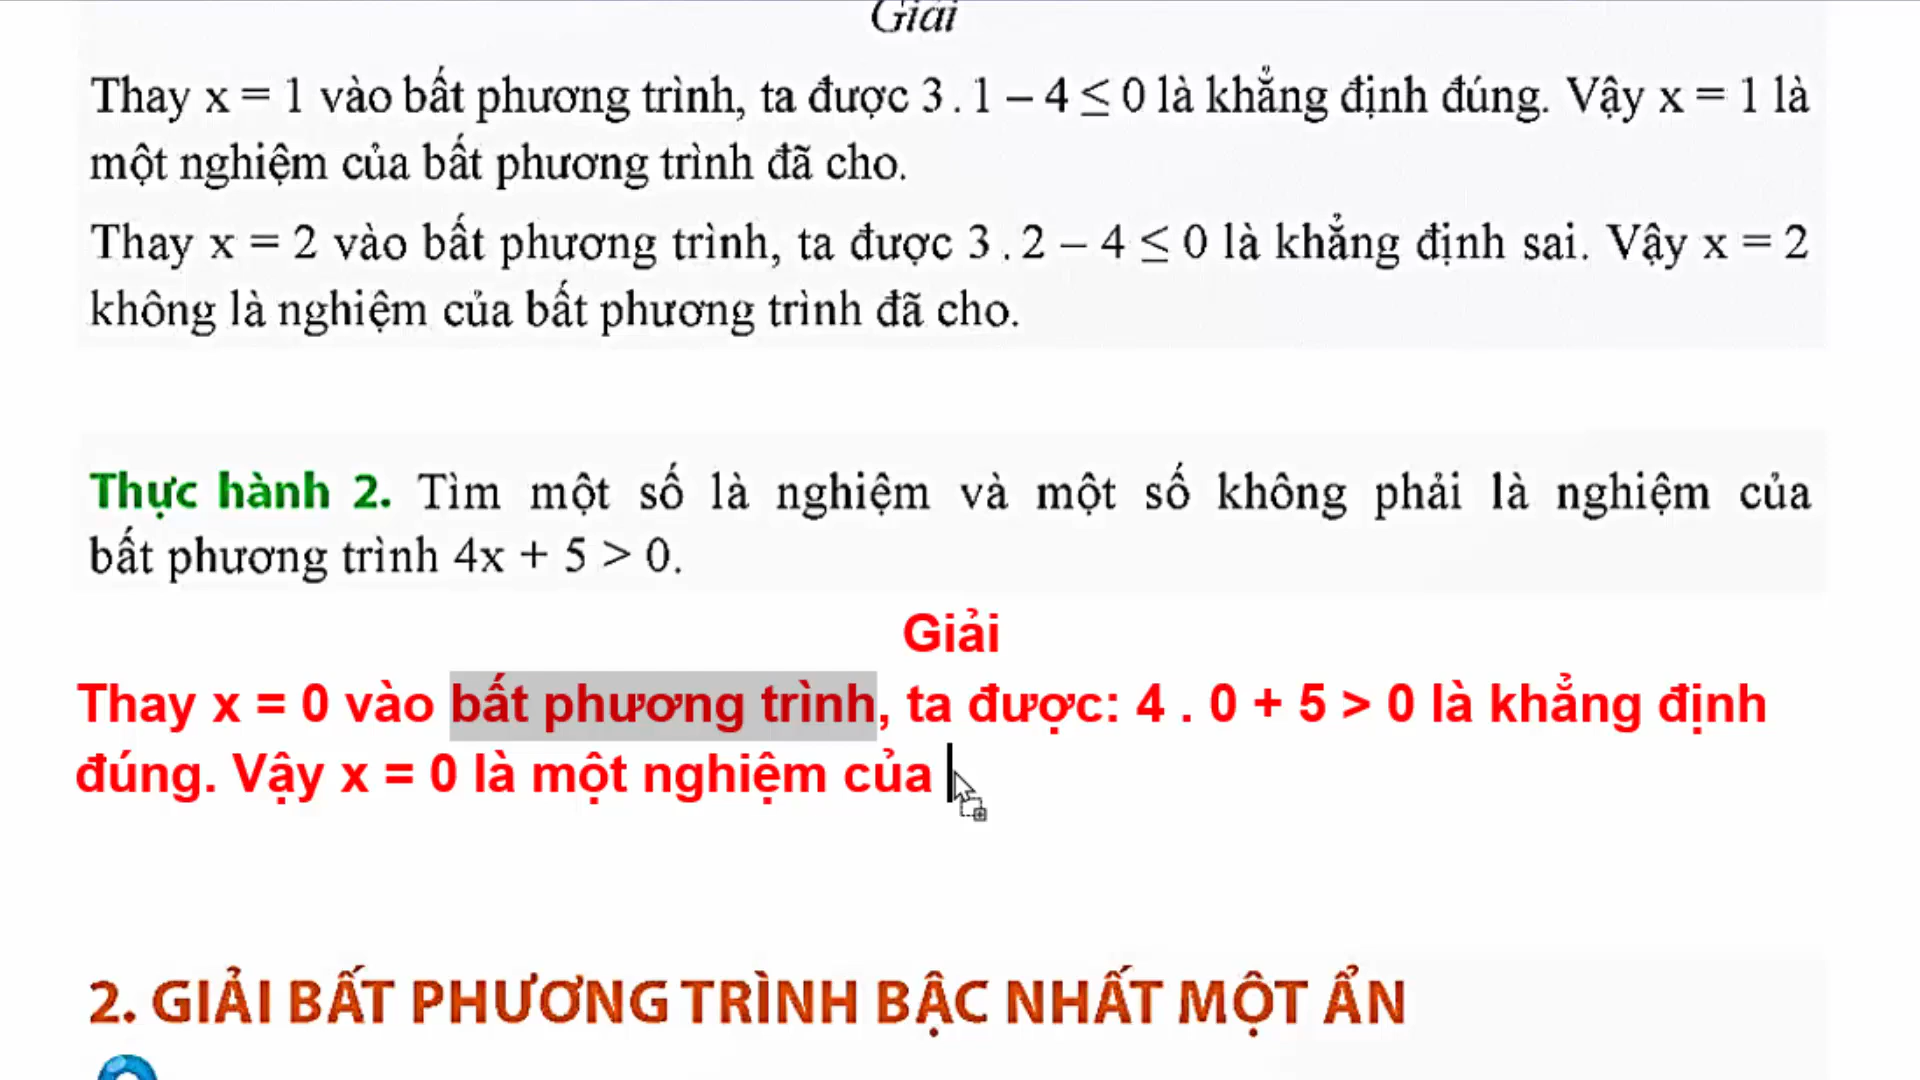 Giải
Thay x = 1 vào bất phương trình, ta được 3 . 1 – 4 ≤ 0 là khẳng định đúng. Vậy x = 1 là
một nghiệm của bất phương trình đã cho.
Thay x = 2 vào bất phương trình, ta được 3 . 2 – 4 ≤ 0 là khẳng định sai. Vậy x = 2
không là nghiệm của bất phương trình đã cho.
Thực hành 2. Tìm một số là nghiệm và một số không phải là nghiệm của
bất phương trình 4x + 5 > 0.
Giải
Thay x = 0 vào bất phương trình, ta được: 4 . 0 + 5 > 0 là khẳng định
đúng. Vậy x = 0 là một nghiệm của
2. GIẢI BẤT PHƯƠNG TRÌNH BẬC NHẤT MỘT ẨN